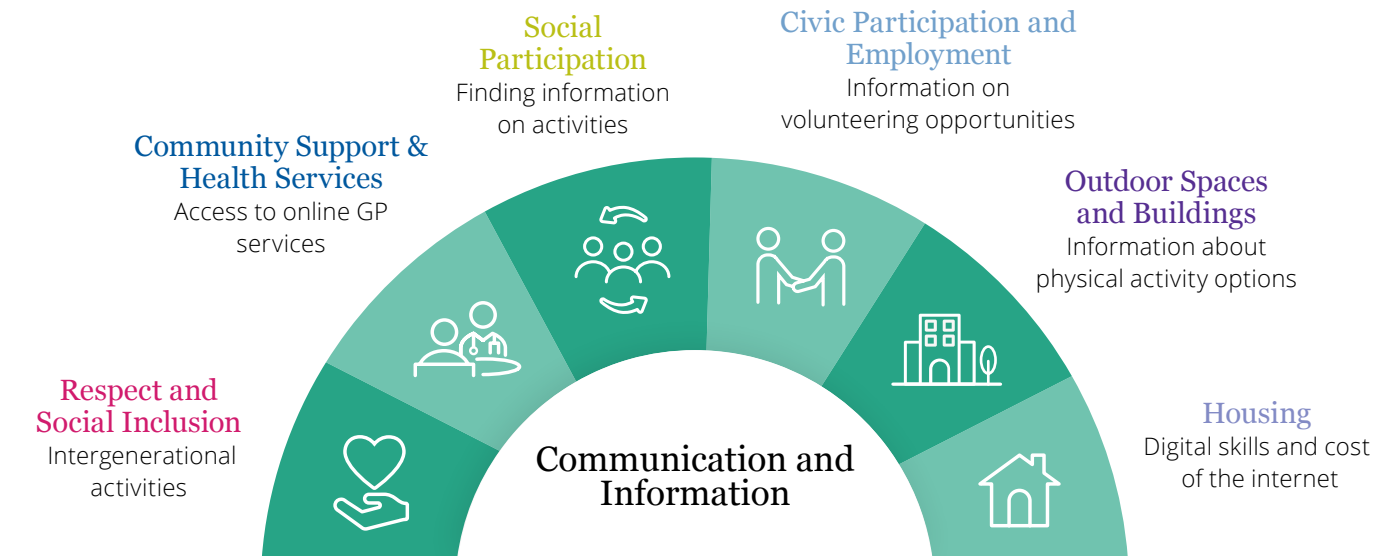 Social
Participation
Finding information
on activities
Civic Participation and
Employment
Information on
volunteering opportunities
Community Support &
Health Services
Access to online GP
services
Outdoor Spaces
and Buildings
Information about
physical activity options
Respect and
Social Inclusion
Intergenerational
activities
Housing
Digital skills and cost
of the internet
Communication and
Information